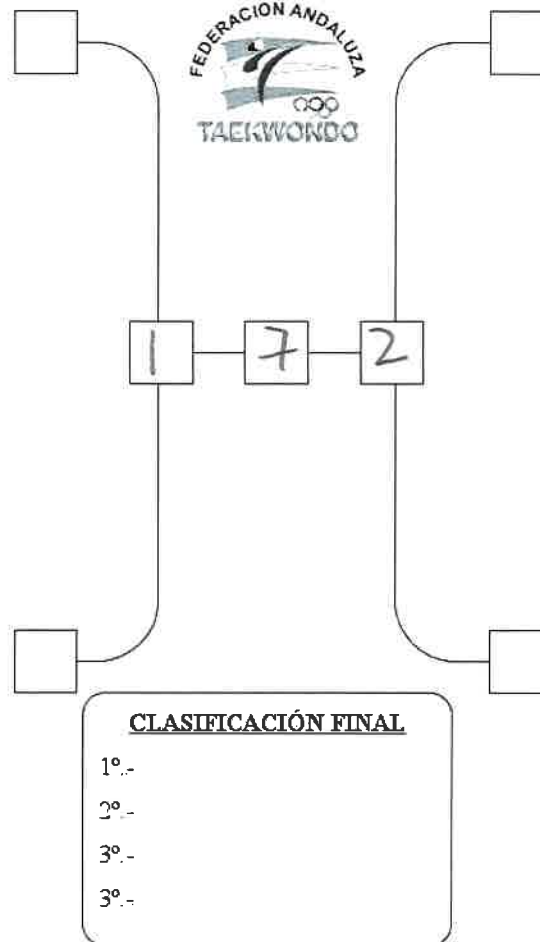 FEDERACION ANDALUZA
TAEKWONDO
1 7 2
CLASIFICACIÓN FINAL
1º.-
2º.-
3º.-
3º.-